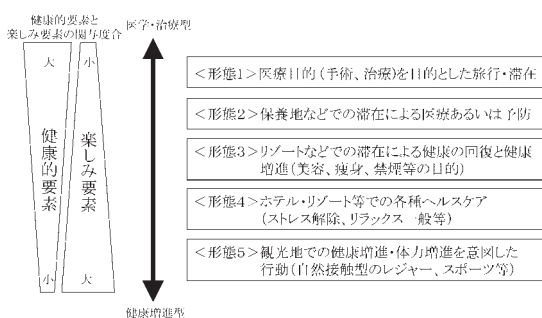 健康的要素と
楽しみ要素の関与度合
医学・治療型
大
小
健康的要素
楽しみ要素
小
大
<形態1>医療目的(手術、治療)を目的とした旅行・滞在
<形態2>保養地などでの滞在による医療あるいは予防
<形態3>リゾートなどでの滞在による健康の回復と健康
増進(美容、痩身、禁煙等の目的)
<形態4>ホテル・リゾート等での各種ヘルスケア
(ストレス解除、リラックス一般等)
<形態5>観光地での健康増進・体力増進を意図した
行動(自然接触型のレジャー、スポーツ等)
健康増進型